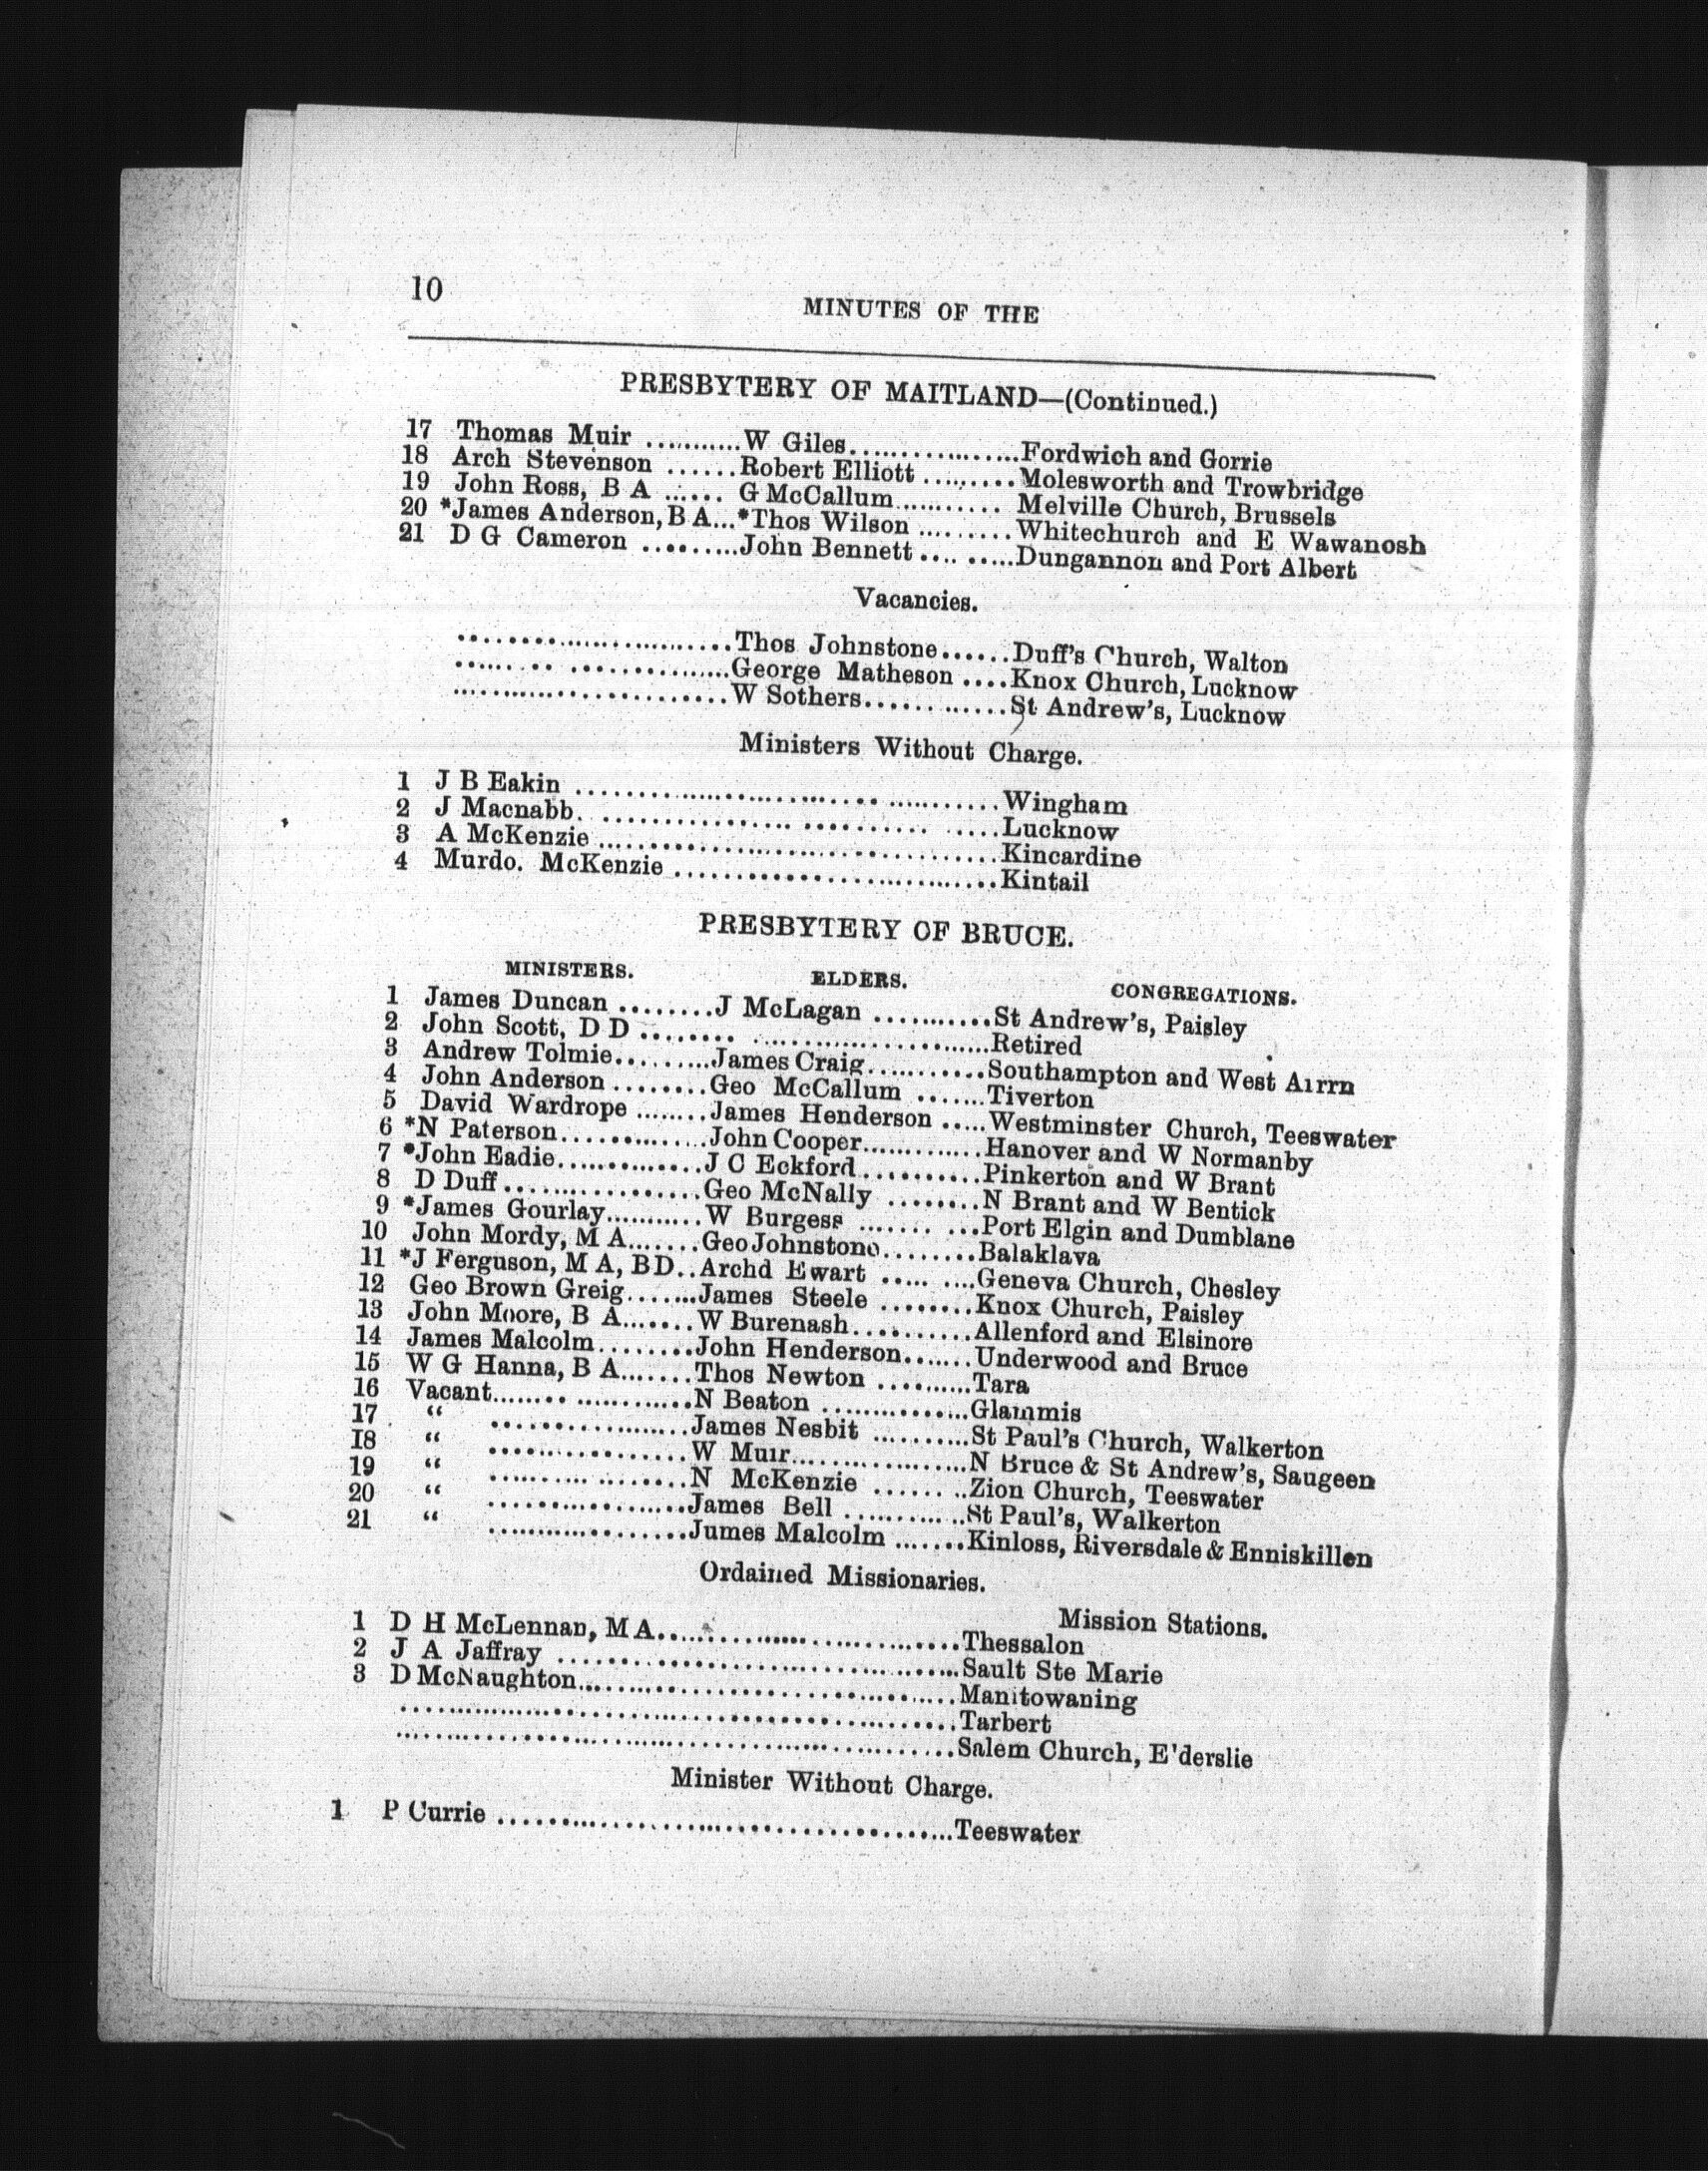 10
MINUTES OF THE
PRESBYTERY OF MAITLAND—(Continued.)
17 Thomas Muir ........... W Giles.................... Fordwich and Gorrie
18 Arch Stevenson ...... Robert Elliott ......... Molesworth and Trowbridge
19 John Ross, B A ...... G McCallum........... Melville Church, Brussels
20 *James Anderson, B A...*Thos Wilson ......... Whitechurch and E Wawanosh
21 D G Cameron ......... John Bennett ......... Dungannon and Port Albert
Vacancies.
........................... Thos Johnstone...... Duff's Church, Walton
........................... George Matheson .... Knox Church, Lucknow
........................... W Sothers............ St Andrew's, Lucknow
Ministers Without Charge.
1 J B Eakin .................................. Wingham
2 J Macnabb. .................................. Lucknow
3 A McKenzie .................................. Kincardine
4 Murdo. McKenzie .......................... Kintail
PRESBYTERY OF BRUCE.
MINISTERS. ELDERS. CONGREGATIONS.
1 James Duncan ........ J McLagan .......... St Andrew's, Paisley
2 John Scott, D D ........ ................... Retired
3 Andrew Tolmie......... James Craig.......... Southampton and West Arrn
4 John Anderson ........ Geo McCallum ....... Tiverton
5 David Wardrope ........ James Henderson ..... Westminster Church, Teeswater
6 *N Paterson............ John Cooper............ Hanover and W Normanby
7 *John Eadie............. J C Eckford.......... Pinkerton and W Brant
8 D Duff ................ Geo McNally ........ N Brant and W Bentick
9 *James Gourlay........... W Burgess ....... ... Port Elgin and Dumblane
10 John Mordy, M A....... Geo Johnstone........ Balaklava
11 *J Ferguson, M A, B D.. Archd Ewart ..... .... Geneva Church, Chesley
12 Geo Brown Greig....... James Steele ........ Knox Church, Paisley
13 John Moore, B A....... W Burenash.......... Allenford and Elsinore
14 James Malcolm........ John Henderson....... Underwood and Bruce
15 W G Hanna, B A....... Thos Newton .......... Tara
16 Vacant................. N Beaton .............. Glammis
17 “ ................ James Nesbit .......... St Paul's Church, Walkerton
18 “ ................ W Muir................ N Bruce & St Andrew's, Saugeen
19 “ ................ N McKenzie ....... .. Zion Church, Teeswater
20 “ ................ James Bell .......... .. St Paul's, Walkerton
21 “ ................ Jumes Malcolm ....... Kinloss, Riversdale & Enniskillen
Ordained Missionaries.
Mission Stations.
1 D H McLennan, M A......................... Thessalon
2 J A Jaffray ................................ Sault Ste Marie
3 D McNaughton.............................. Manitowaning
............................................. Tarbert
............................................. Salem Church, E'derslie
Minister Without Charge.
1 P Currie .................................... Teeswater